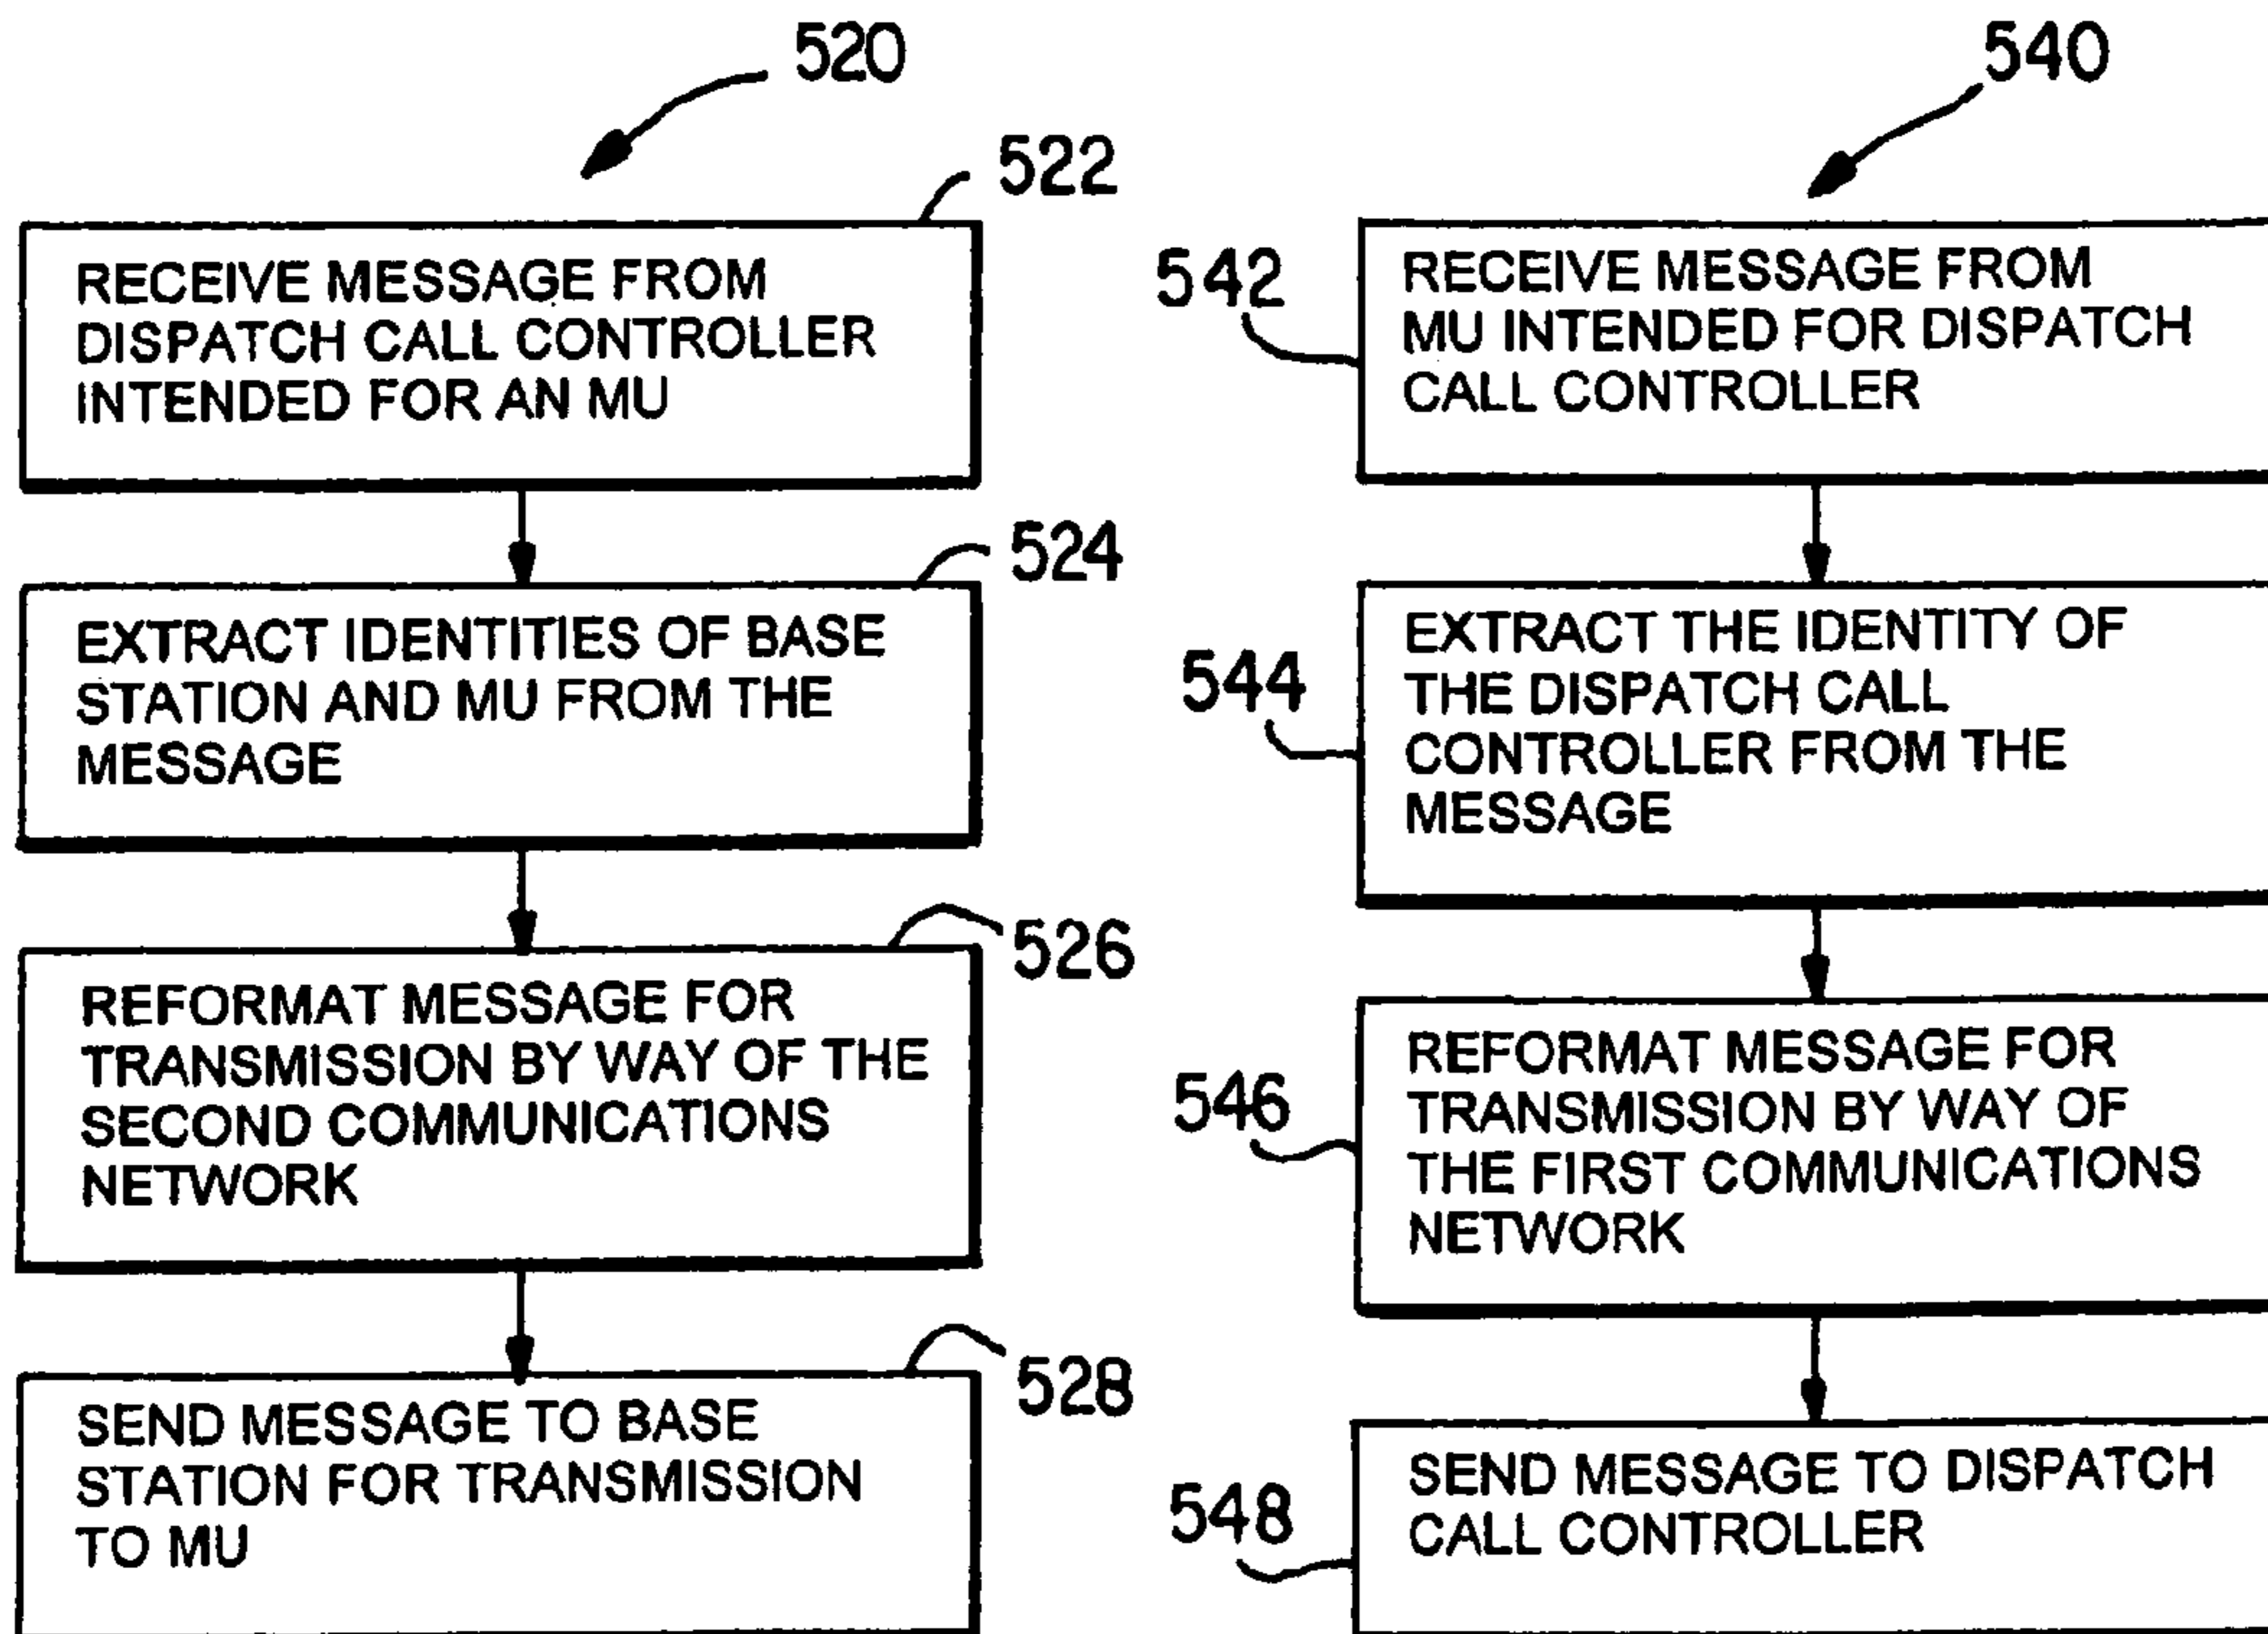 520
522
RECEIVE MESSAGE FROM
DISPATCH CALL CONTROLLER
INTENDED FOR AN MU
524
EXTRACT IDENTITIES OF BASE
STATION AND MU FROM THE
MESSAGE
526
REFORMAT MESSAGE FOR
TRANSMISSION BY WAY OF THE
SECOND COMMUNICATIONS
NETWORK
528
SEND MESSAGE TO BASE
STATION FOR TRANSMISSION
TO MU
540
542
RECEIVE MESSAGE FROM
MU INTENDED FOR DISPATCH
CALL CONTROLLER
544
EXTRACT THE IDENTITY OF
THE DISPATCH CALL
CONTROLLER FROM THE
MESSAGE
546
REFORMAT MESSAGE FOR
TRANSMISSION BY WAY OF
THE FIRST COMMUNICATIONS
NETWORK
548
SEND MESSAGE TO DISPATCH
CALL CONTROLLER